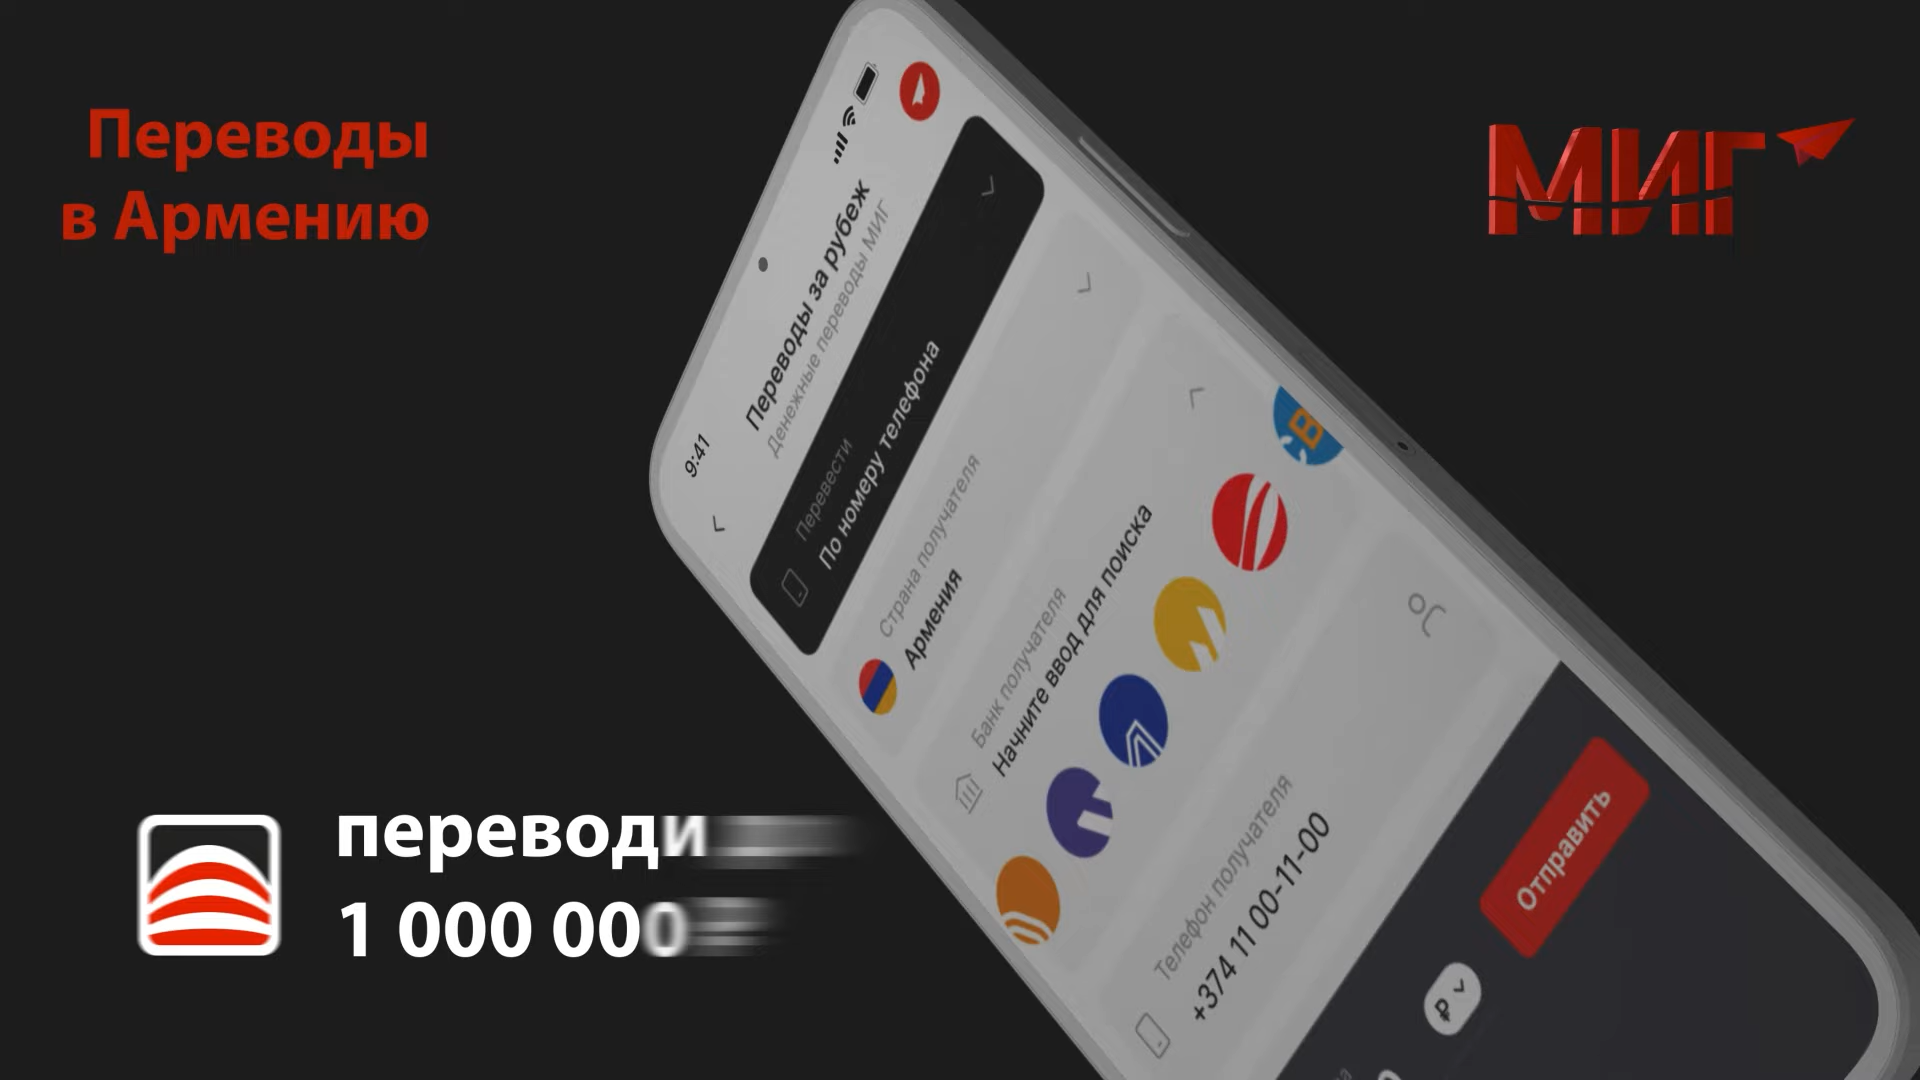 Переводы
в Армению
МИГ
9:41
Переводы за рубеж
Денежные переводы МИГ
Перевести
По номеру телефона
Страна получателя
Армения
Банк получателя
Начните ввод для поиска
B
Телефон получателя
+374 11 00-11-00
₽
Отправить
переводи
1 000 000